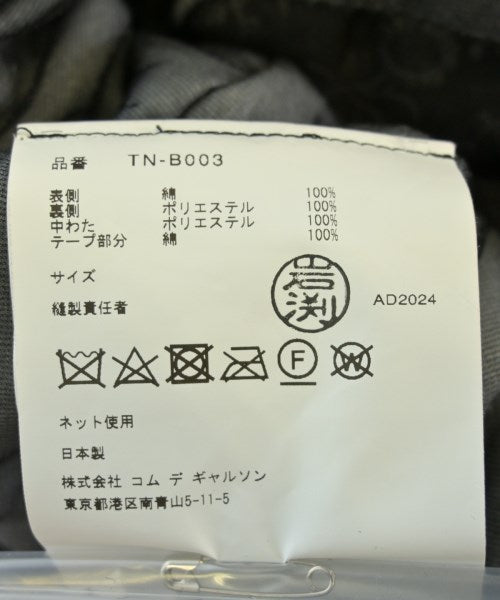 品番 TN-B003
表側 綿 100%
裏側 ポリエステル 100%
中わた ポリエステル 100%
テープ部分 綿 100%
サイズ
縫製責任者 岩渕 AD2024
F W
ネット使用
日本製
株式会社 コム デ ギャルソン
東京都港区南青山5-11-5